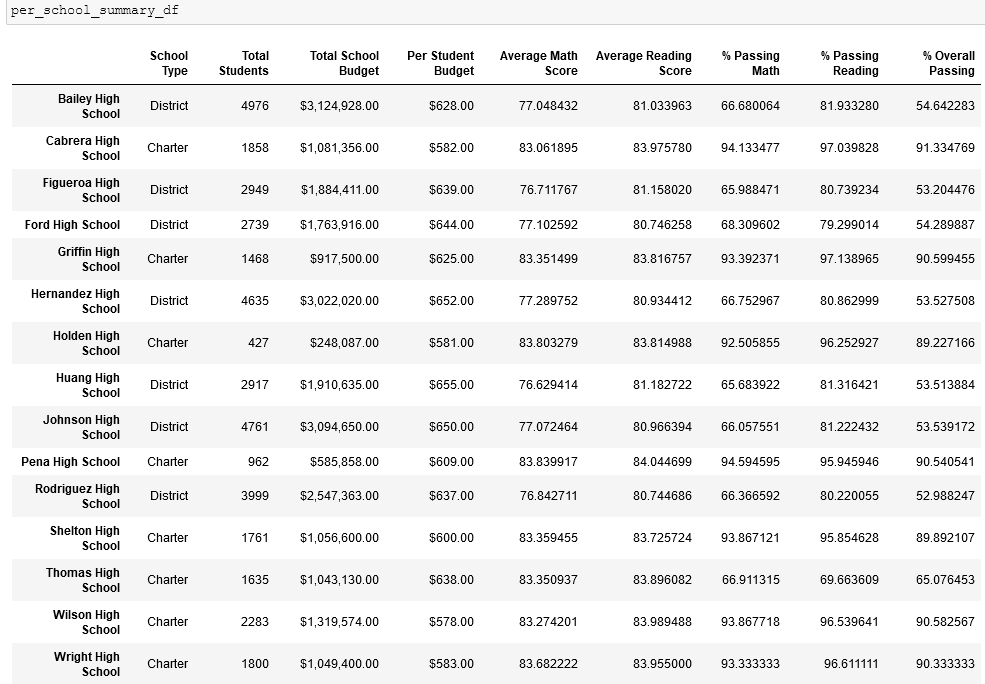 per_school_summary_df
School Type Total Students Total School Budget Per Student Budget Average Math Score Average Reading Score % Passing Math % Passing Reading % Overall Passing
Bailey High School District 4976 $3,124,928.00 $628.00 77.048432 81.033963 66.680064 81.933280 54.642283
Cabrera High School Charter 1858 $1,081,356.00 $582.00 83.061895 83.975780 94.133477 97.039828 91.334769
Figueroa High School District 2949 $1,884,411.00 $639.00 76.711767 81.158020 65.988471 80.739234 53.204476
Ford High School District 2739 $1,763,916.00 $644.00 77.102592 80.746258 68.309602 79.299014 54.289887
Griffin High School Charter 1468 $917,500.00 $625.00 83.351499 83.816757 93.392371 97.138965 90.599455
Hernandez High School District 4635 $3,022,020.00 $652.00 77.289752 80.934412 66.752967 80.862999 53.527508
Holden High School Charter 427 $248,087.00 $581.00 83.803279 83.814988 92.505855 96.252927 89.227166
Huang High School District 2917 $1,910,635.00 $655.00 76.629414 81.182722 65.683922 81.316421 53.513884
Johnson High School District 4761 $3,094,650.00 $650.00 77.072464 80.966394 66.057551 81.222432 53.539172
Pena High School Charter 962 $585,858.00 $609.00 83.839917 84.044699 94.594595 95.945946 90.540541
Rodriguez High School District 3999 $2,547,363.00 $637.00 76.842711 80.744686 66.366592 80.220055 52.988247
Shelton High School Charter 1761 $1,056,600.00 $600.00 83.359455 83.725724 93.867121 95.854628 89.892107
Thomas High School Charter 1635 $1,043,130.00 $638.00 83.350937 83.896082 66.911315 69.663609 65.076453
Wilson High School Charter 2283 $1,319,574.00 $578.00 83.274201 83.989488 93.867718 96.539641 90.582567
Wright High School Charter 1800 $1,049,400.00 $583.00 83.682222 83.955000 93.333333 96.611111 90.333333